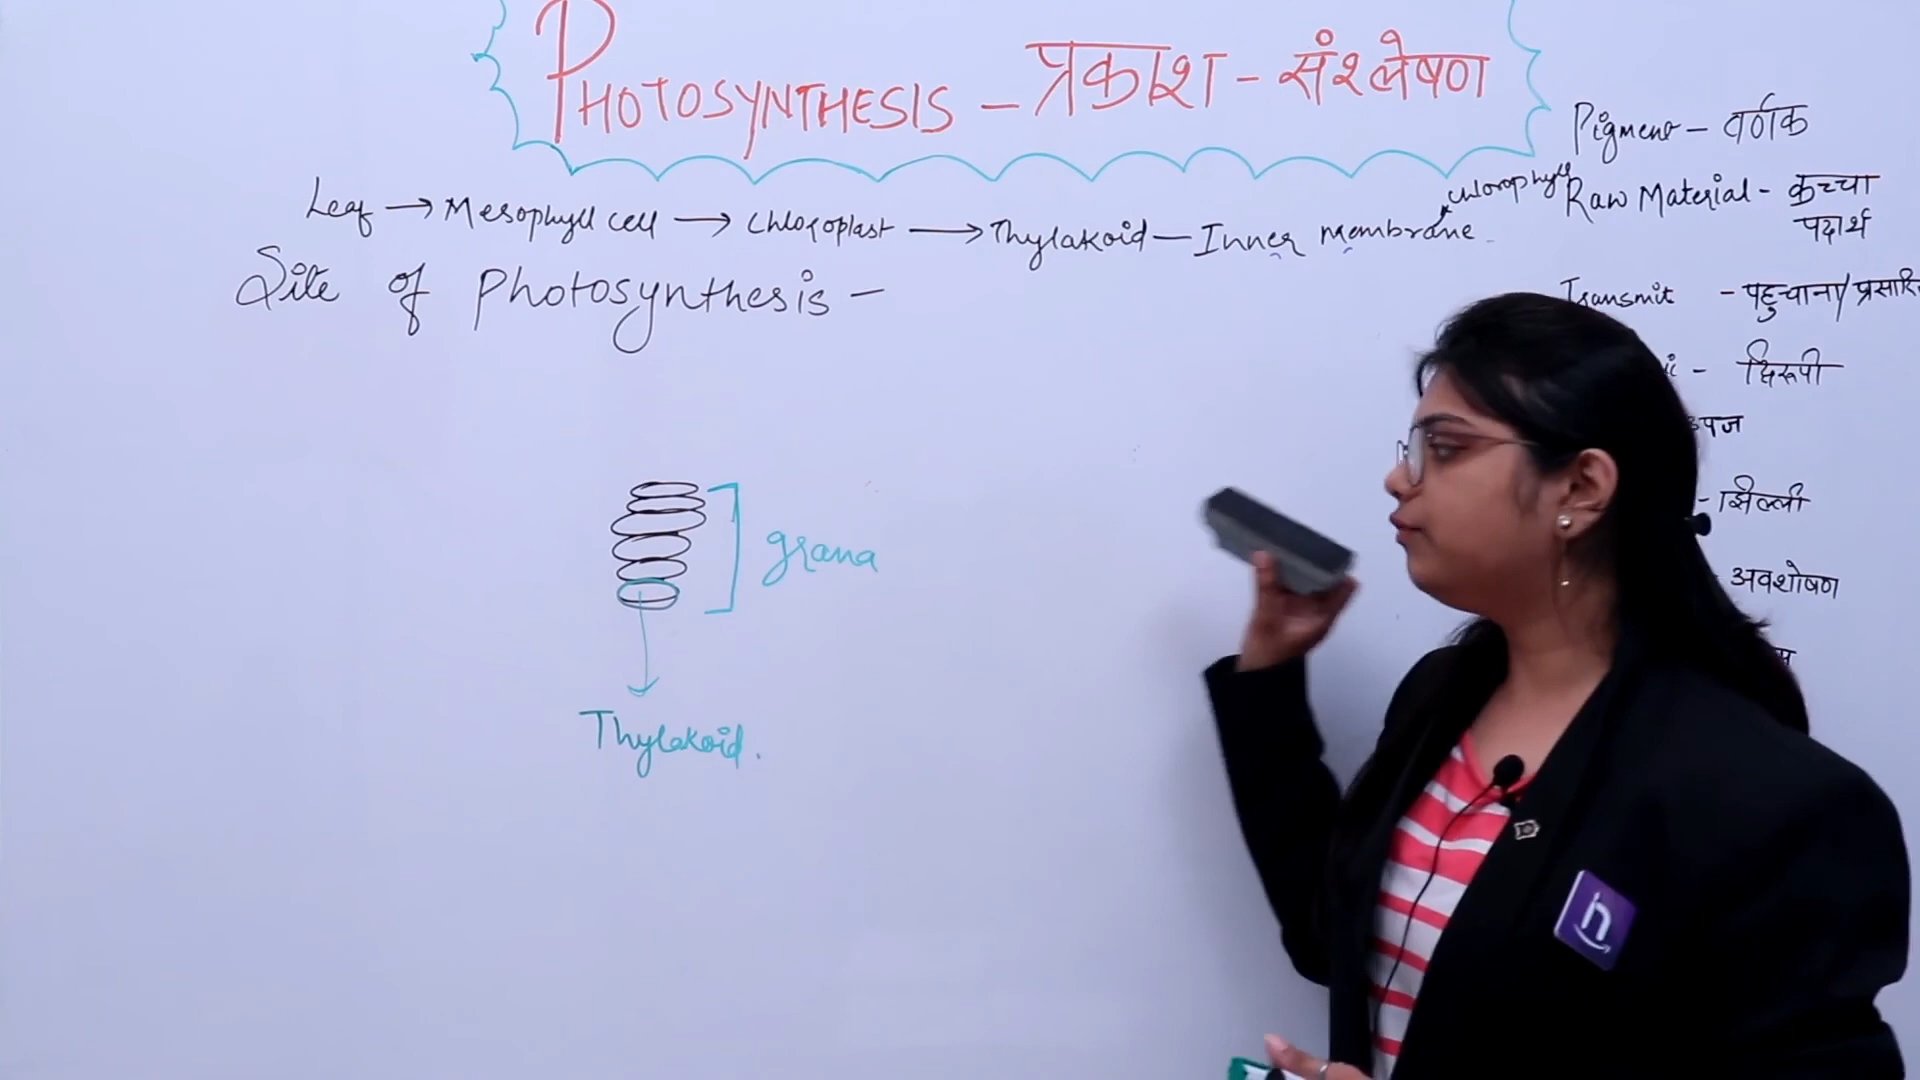 PHOTOSYNTHESIS - प्रकाश - संश्लेषण
Pigment - वर्णक
chlorophyll
Raw Material - कच्चा
पदार्थ
Leaf → Mesophyll cell → Chloroplast → Thylakoid - Inner membrane
Site of Photosynthesis -
Transmit - पहुचाना/
- द्विरूपी
उपज
- झिल्ली
अवशोषण
grana
Thylakoid.